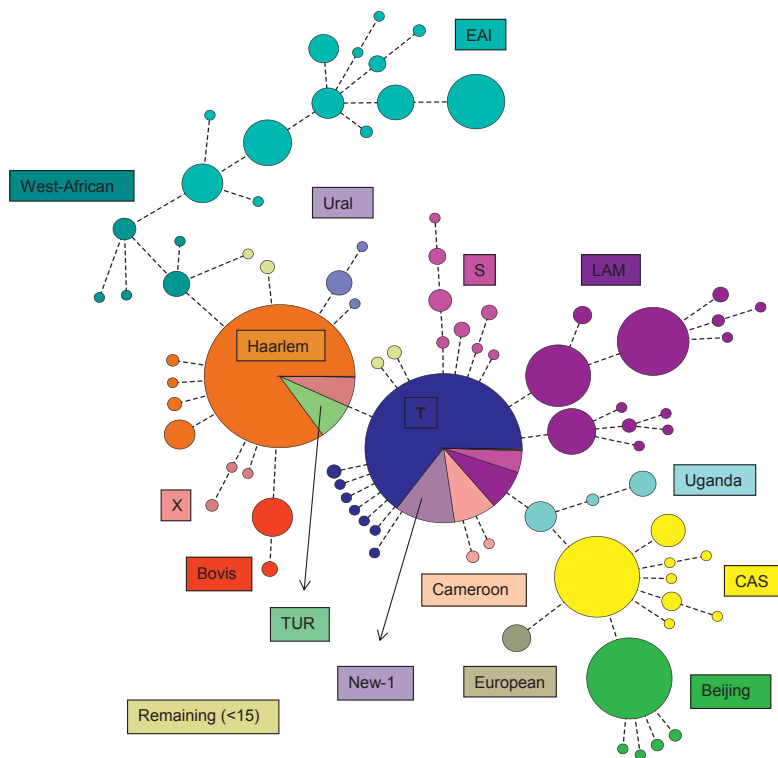 EAI
West-African
Ural
S
LAM
Haarlem
T
Uganda
X
Bovis
Cameroon
CAS
TUR
New-1
European
Beijing
Remaining (<15)